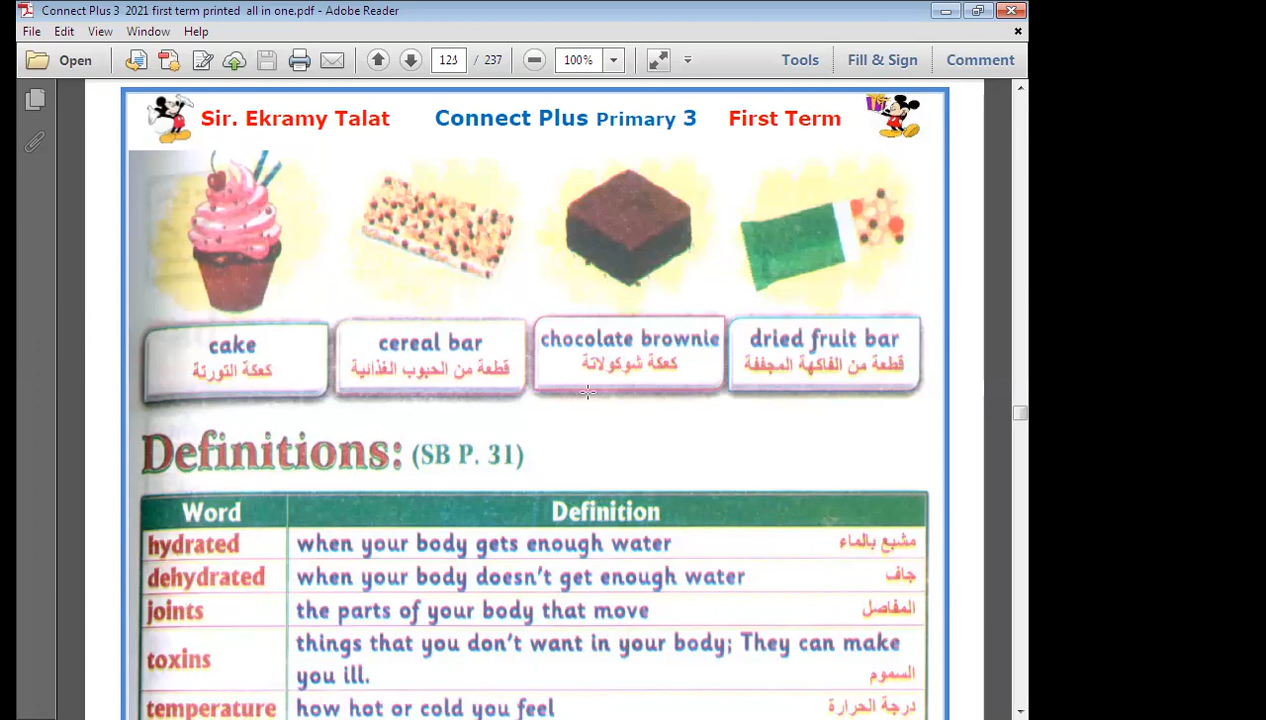 Connect Plus 3 2021 first term printed all in one.pdf - Adobe Reader
File Edit View Window Help
Open 123 / 237 100% Tools Fill & Sign Comment
Sir. Ekramy Talat Connect Plus Primary 3 First Term
cake cereal bar chocolate brownie dried fruit bar
كعكة التورتة قطعة من الحبوب الغذائية كعكة شوكولاتة قطعة من الفاكهة المجففة
Definitions: (SB P. 31)
Word Definition
hydrated when your body gets enough water مشبع بالماء
dehydrated when your body doesn't get enough water جاف
joints the parts of your body that move المفاصل
toxins things that you don't want in your body; They can make
you ill. السموم
temperature how hot or cold you feel درجة الحرارة